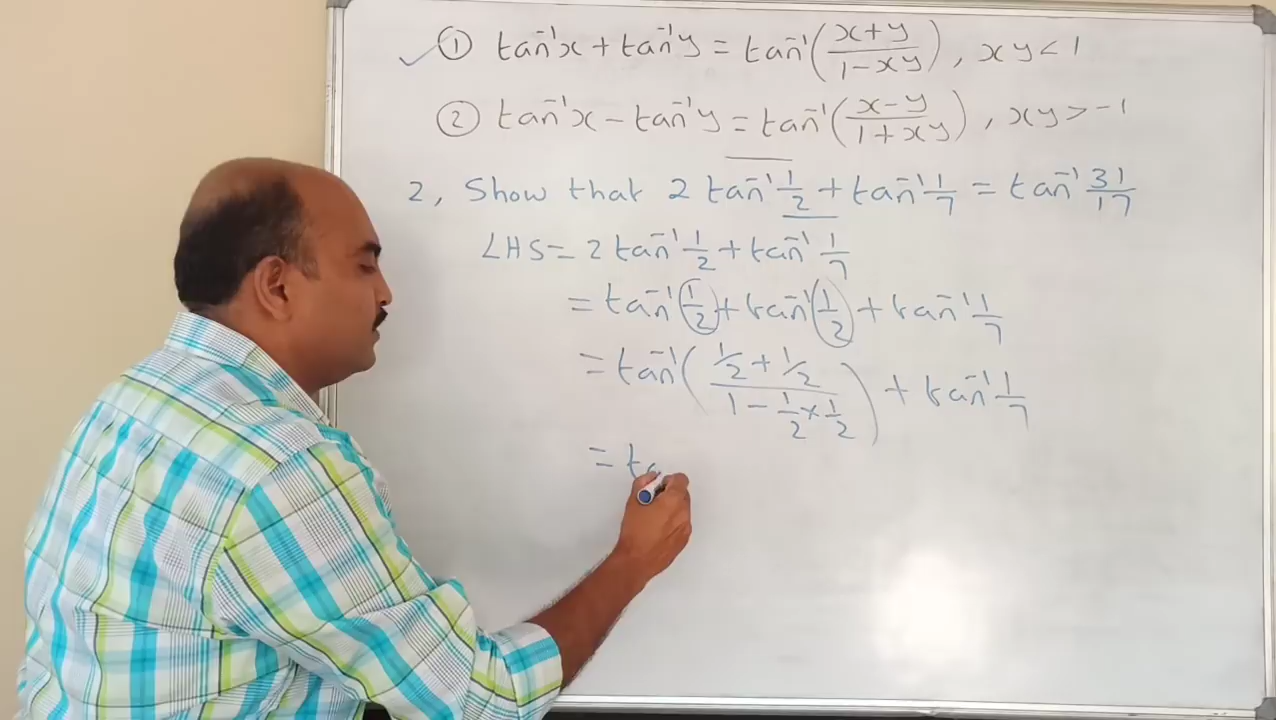 ① tan⁻¹x + tan⁻¹y = tan⁻¹((x+y)/(1-xy)), xy < 1
② tan⁻¹x - tan⁻¹y = tan⁻¹((x-y)/(1+xy)), xy > -1
2, Show that 2 tan⁻¹ 1/2 + tan⁻¹ 1/7 = tan⁻¹ 31/17
LHS = 2 tan⁻¹ 1/2 + tan⁻¹ 1/7
= tan⁻¹(1/2) + tan⁻¹(1/2) + tan⁻¹ 1/7
= tan⁻¹((1/2 + 1/2)/(1 - 1/2 × 1/2)) + tan⁻¹ 1/7
= ta